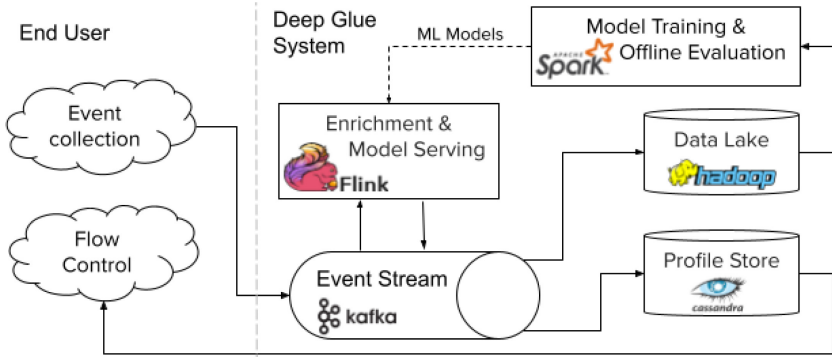 End User
Deep Glue
System
ML Models
Model Training &
Offline Evaluation
APACHE
Spark
Event
collection
Enrichment &
Model Serving
Flink
Data Lake
hadoop
Flow
Control
Event Stream
kafka
Profile Store
cassandra